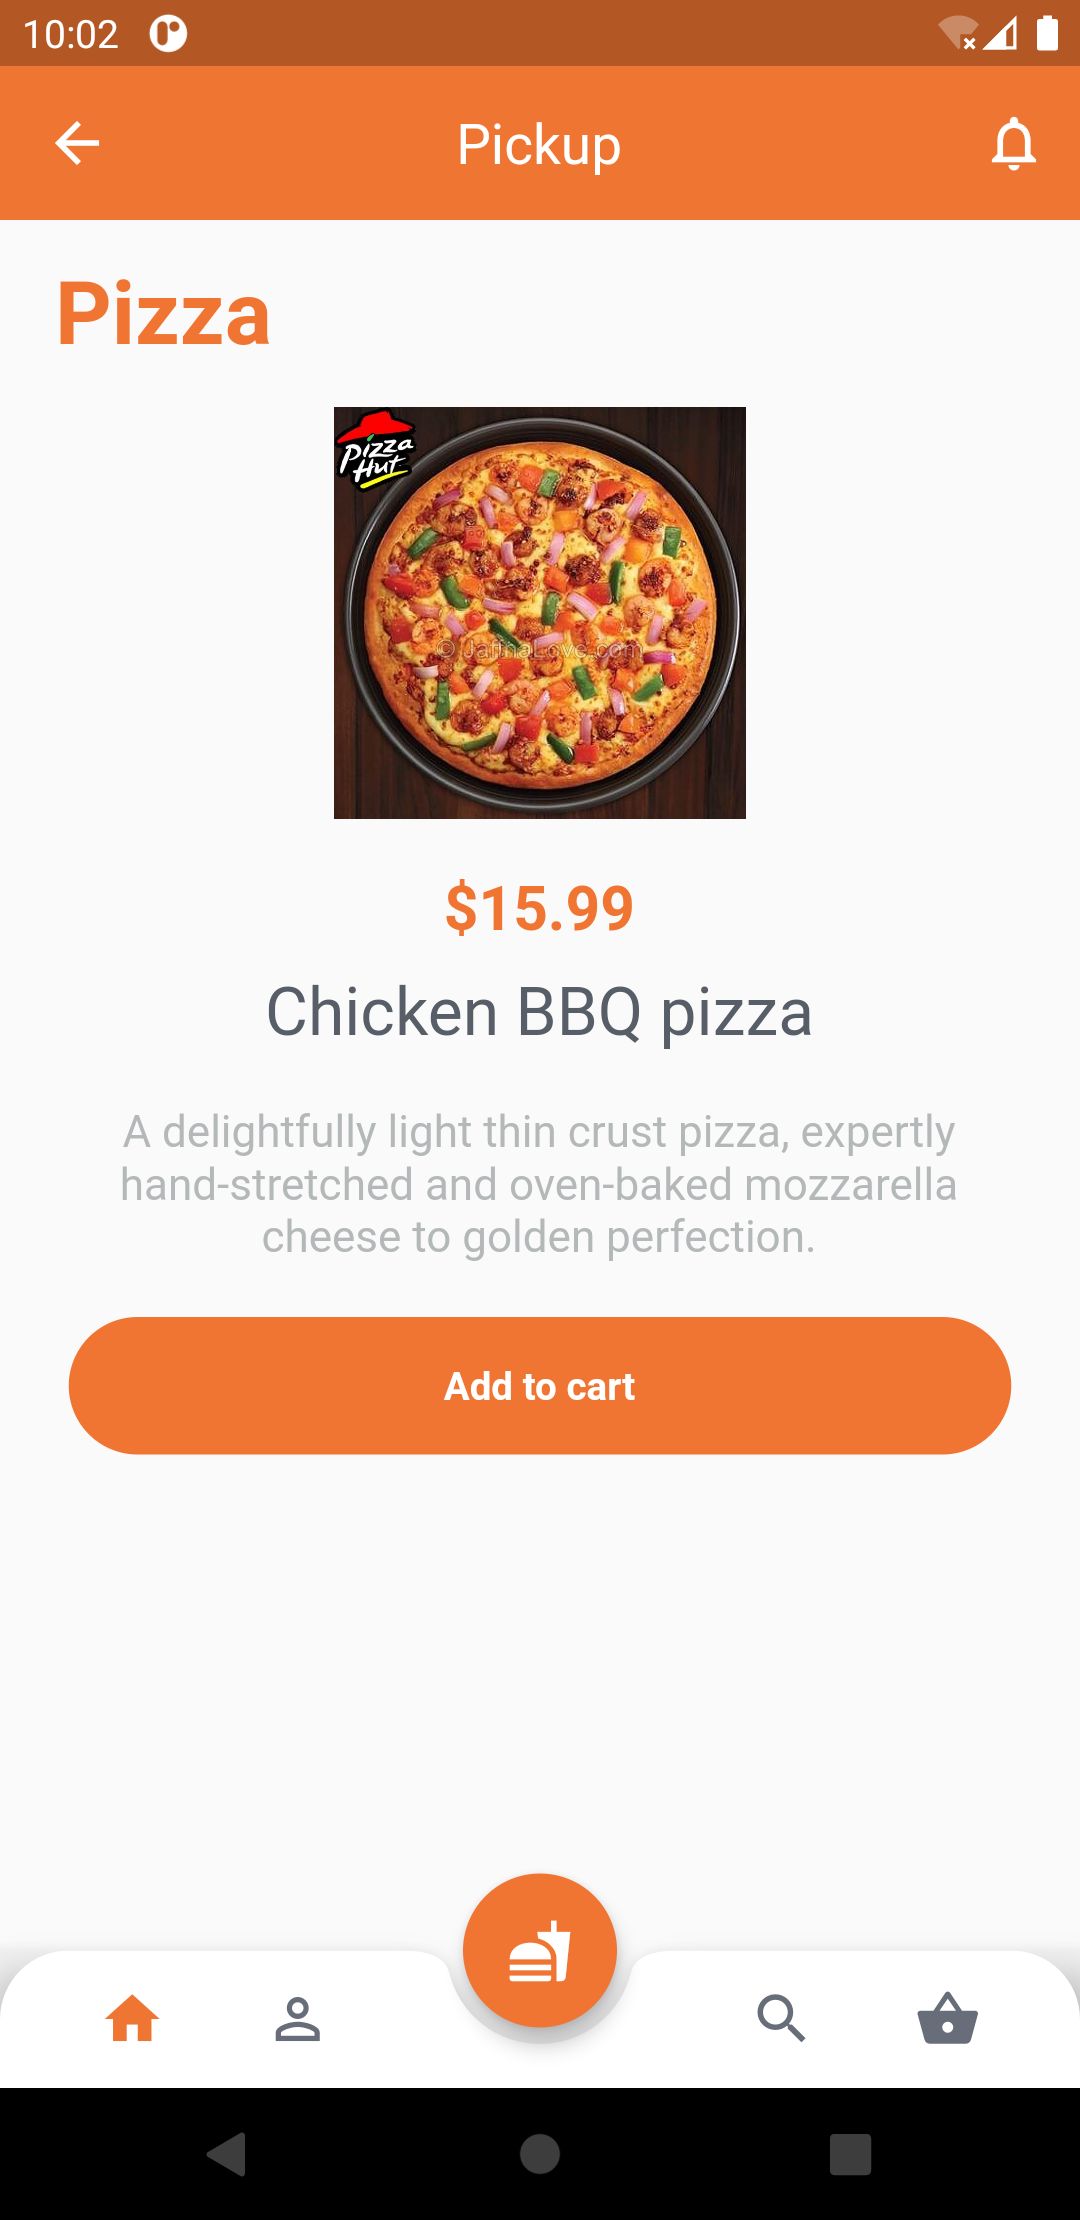 10:02
Pickup
Pizza
Pizza
Hut
© JaffnaLove.com
$15.99
Chicken BBQ pizza
A delightfully light thin crust pizza, expertly
hand-stretched and oven-baked mozzarella
cheese to golden perfection.
Add to cart